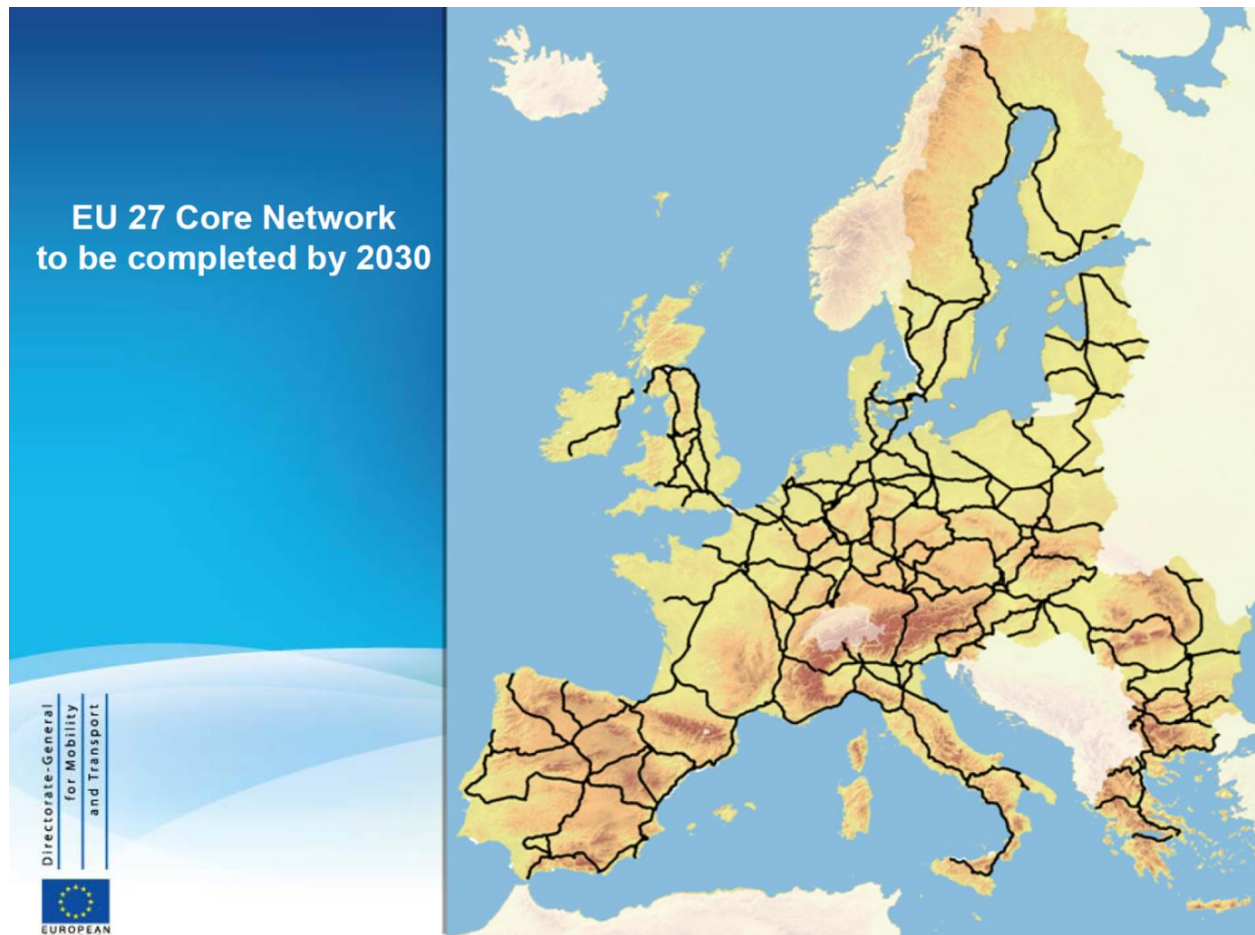 EU 27 Core Network
to be completed by 2030
Directorate-General
for Mobility
and Transport
EUROPEAN